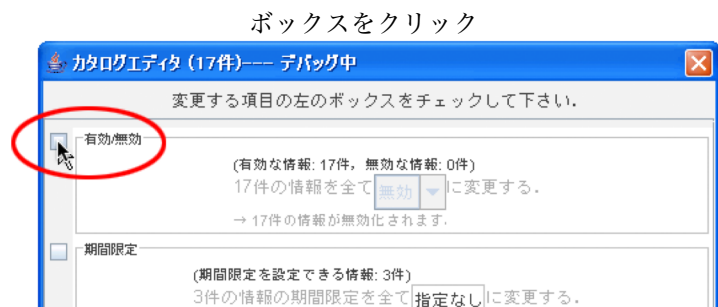 ボックスをクリック
カタログエディタ (17件)--- デバッグ中
変更する項目の左のボックスをチェックして下さい.
有効/無効
(有効な情報: 17件, 無効な情報: 0件)
17件の情報を全て 無効 に変更する.
→ 17件の情報が無効化されます.
期間限定
(期間限定を設定できる情報: 3件)
3件の情報の期間限定を全て 指定なし に変更する.